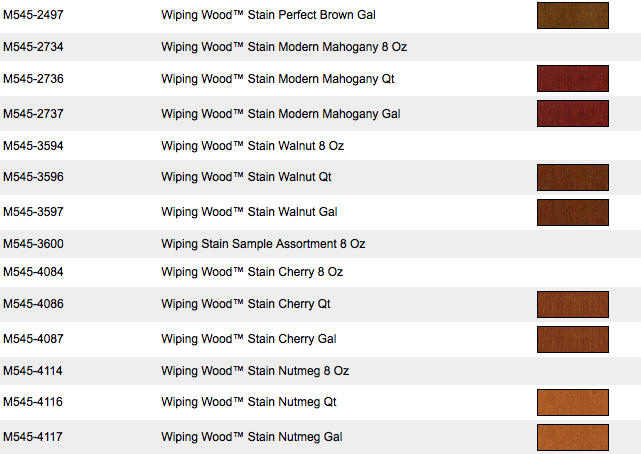 M545-2497 Wiping Wood™ Stain Perfect Brown Gal
M545-2734 Wiping Wood™ Stain Modern Mahogany 8 Oz
M545-2736 Wiping Wood™ Stain Modern Mahogany Qt
M545-2737 Wiping Wood™ Stain Modern Mahogany Gal
M545-3594 Wiping Wood™ Stain Walnut 8 Oz
M545-3596 Wiping Wood™ Stain Walnut Qt
M545-3597 Wiping Wood™ Stain Walnut Gal
M545-3600 Wiping Stain Sample Assortment 8 Oz
M545-4084 Wiping Wood™ Stain Cherry 8 Oz
M545-4086 Wiping Wood™ Stain Cherry Qt
M545-4087 Wiping Wood™ Stain Cherry Gal
M545-4114 Wiping Wood™ Stain Nutmeg 8 Oz
M545-4116 Wiping Wood™ Stain Nutmeg Qt
M545-4117 Wiping Wood™ Stain Nutmeg Gal